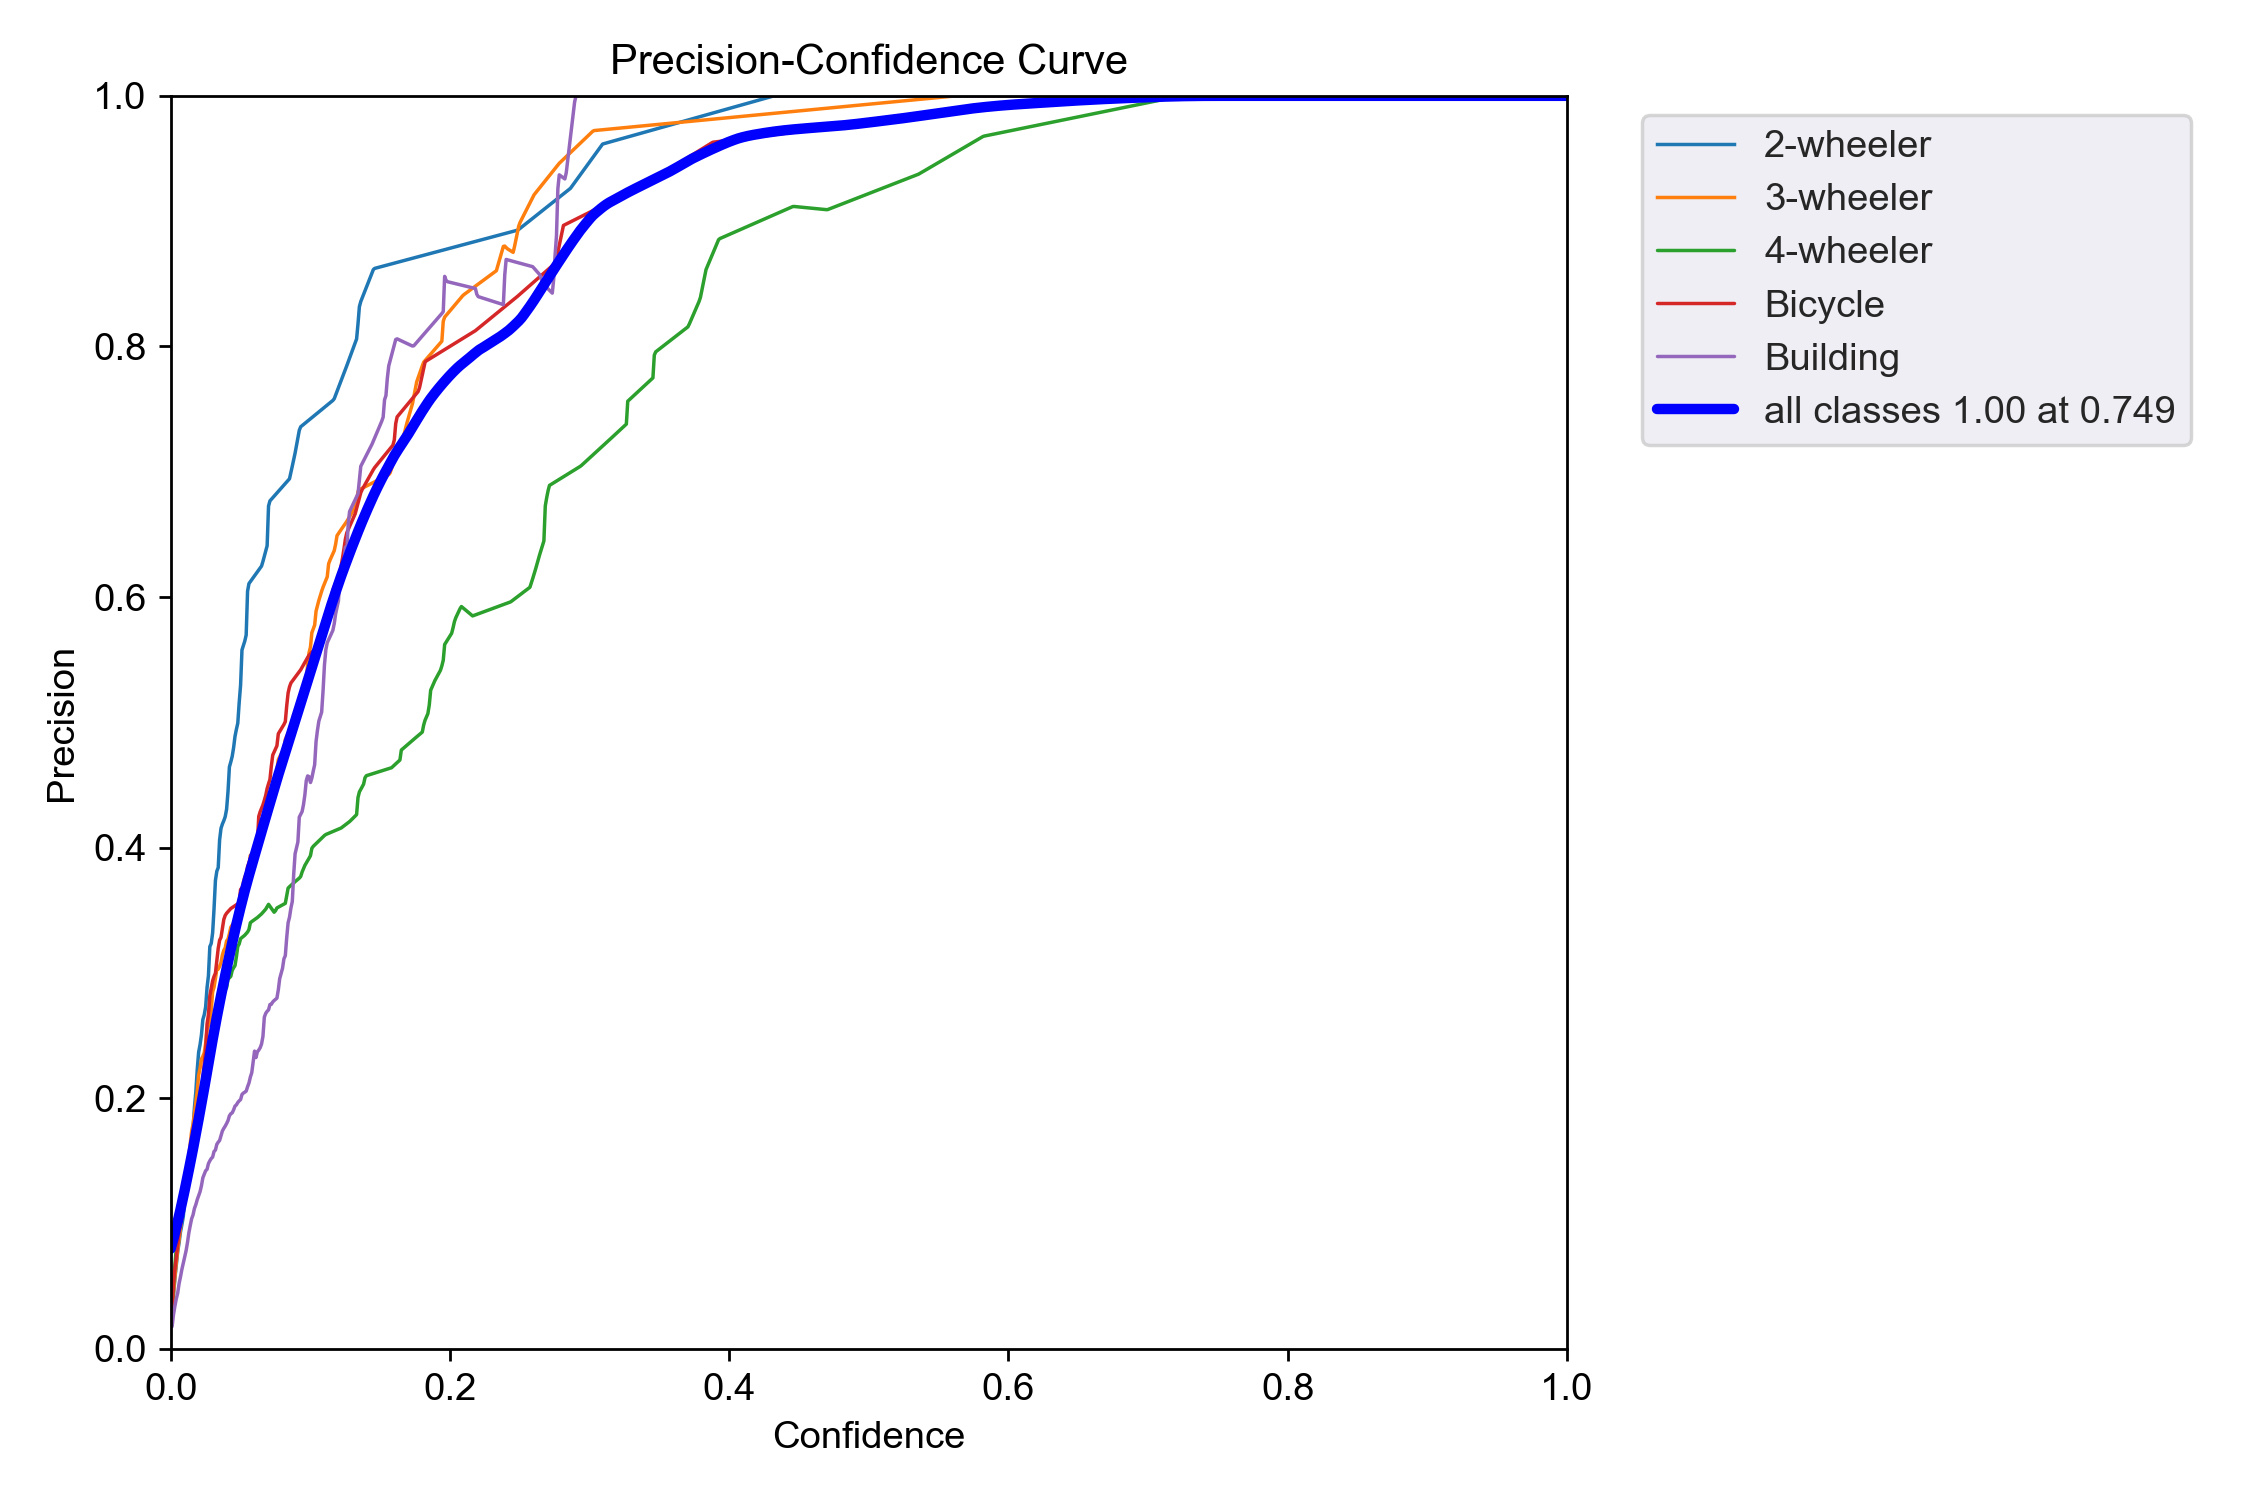 Precision-Confidence Curve
1.0
0.8
0.6
0.4
0.2
0.0
Precision
0.0 0.2 0.4 0.6 0.8 1.0
Confidence
2-wheeler
3-wheeler
4-wheeler
Bicycle
Building
all classes 1.00 at 0.749